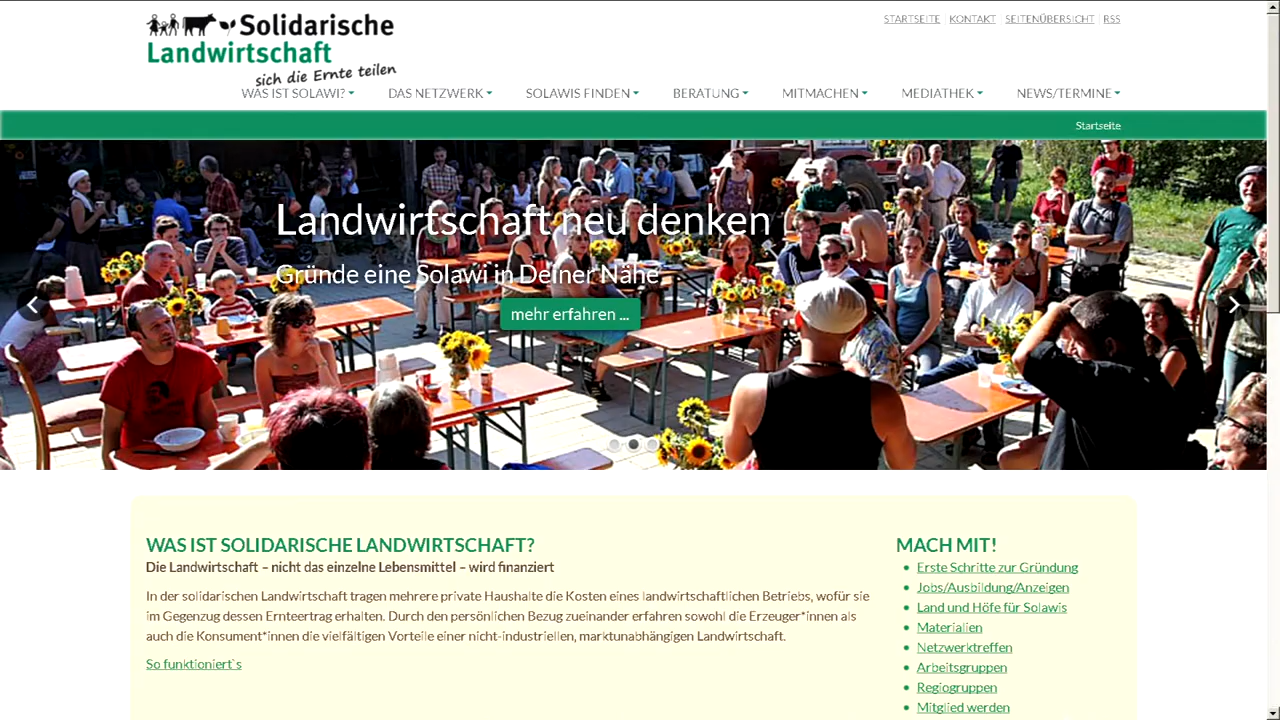 Solidarische
Landwirtschaft
sich die Ernte teilen
STARTSEITE | KONTAKT | SEITENÜBERSICHT | RSS
WAS IST SOLAWI? DAS NETZWERK SOLAWIS FINDEN BERATUNG MITMACHEN MEDIATHEK NEWS/TERMINE
Startseite
Landwirtschaft neu denken
Gründe eine Solawi in Deiner Nähe
mehr erfahren ...
WAS IST SOLIDARISCHE LANDWIRTSCHAFT?
Die Landwirtschaft – nicht das einzelne Lebensmittel – wird finanziert
In der solidarischen Landwirtschaft tragen mehrere private Haushalte die Kosten eines landwirtschaftlichen Betriebs, wofür sie
im Gegenzug dessen Ernteertrag erhalten. Durch den persönlichen Bezug zueinander erfahren sowohl die Erzeuger*innen als
auch die Konsument*innen die vielfältigen Vorteile einer nicht-industriellen, marktunabhängigen Landwirtschaft.
So funktioniert`s
MACH MIT!
Erste Schritte zur Gründung
Jobs/Ausbildung/Anzeigen
Land und Höfe für Solawis
Materialien
Netzwerktreffen
Arbeitsgruppen
Regiogruppen
Mitglied werden